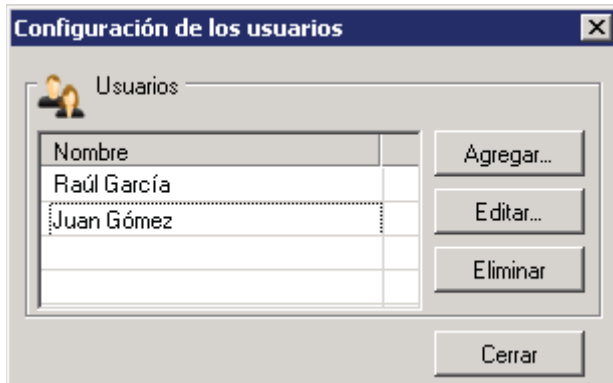 Configuración de los usuarios
Usuarios
Nombre
Raúl García
Juan Gómez
Agregar...
Editar...
Eliminar
Cerrar